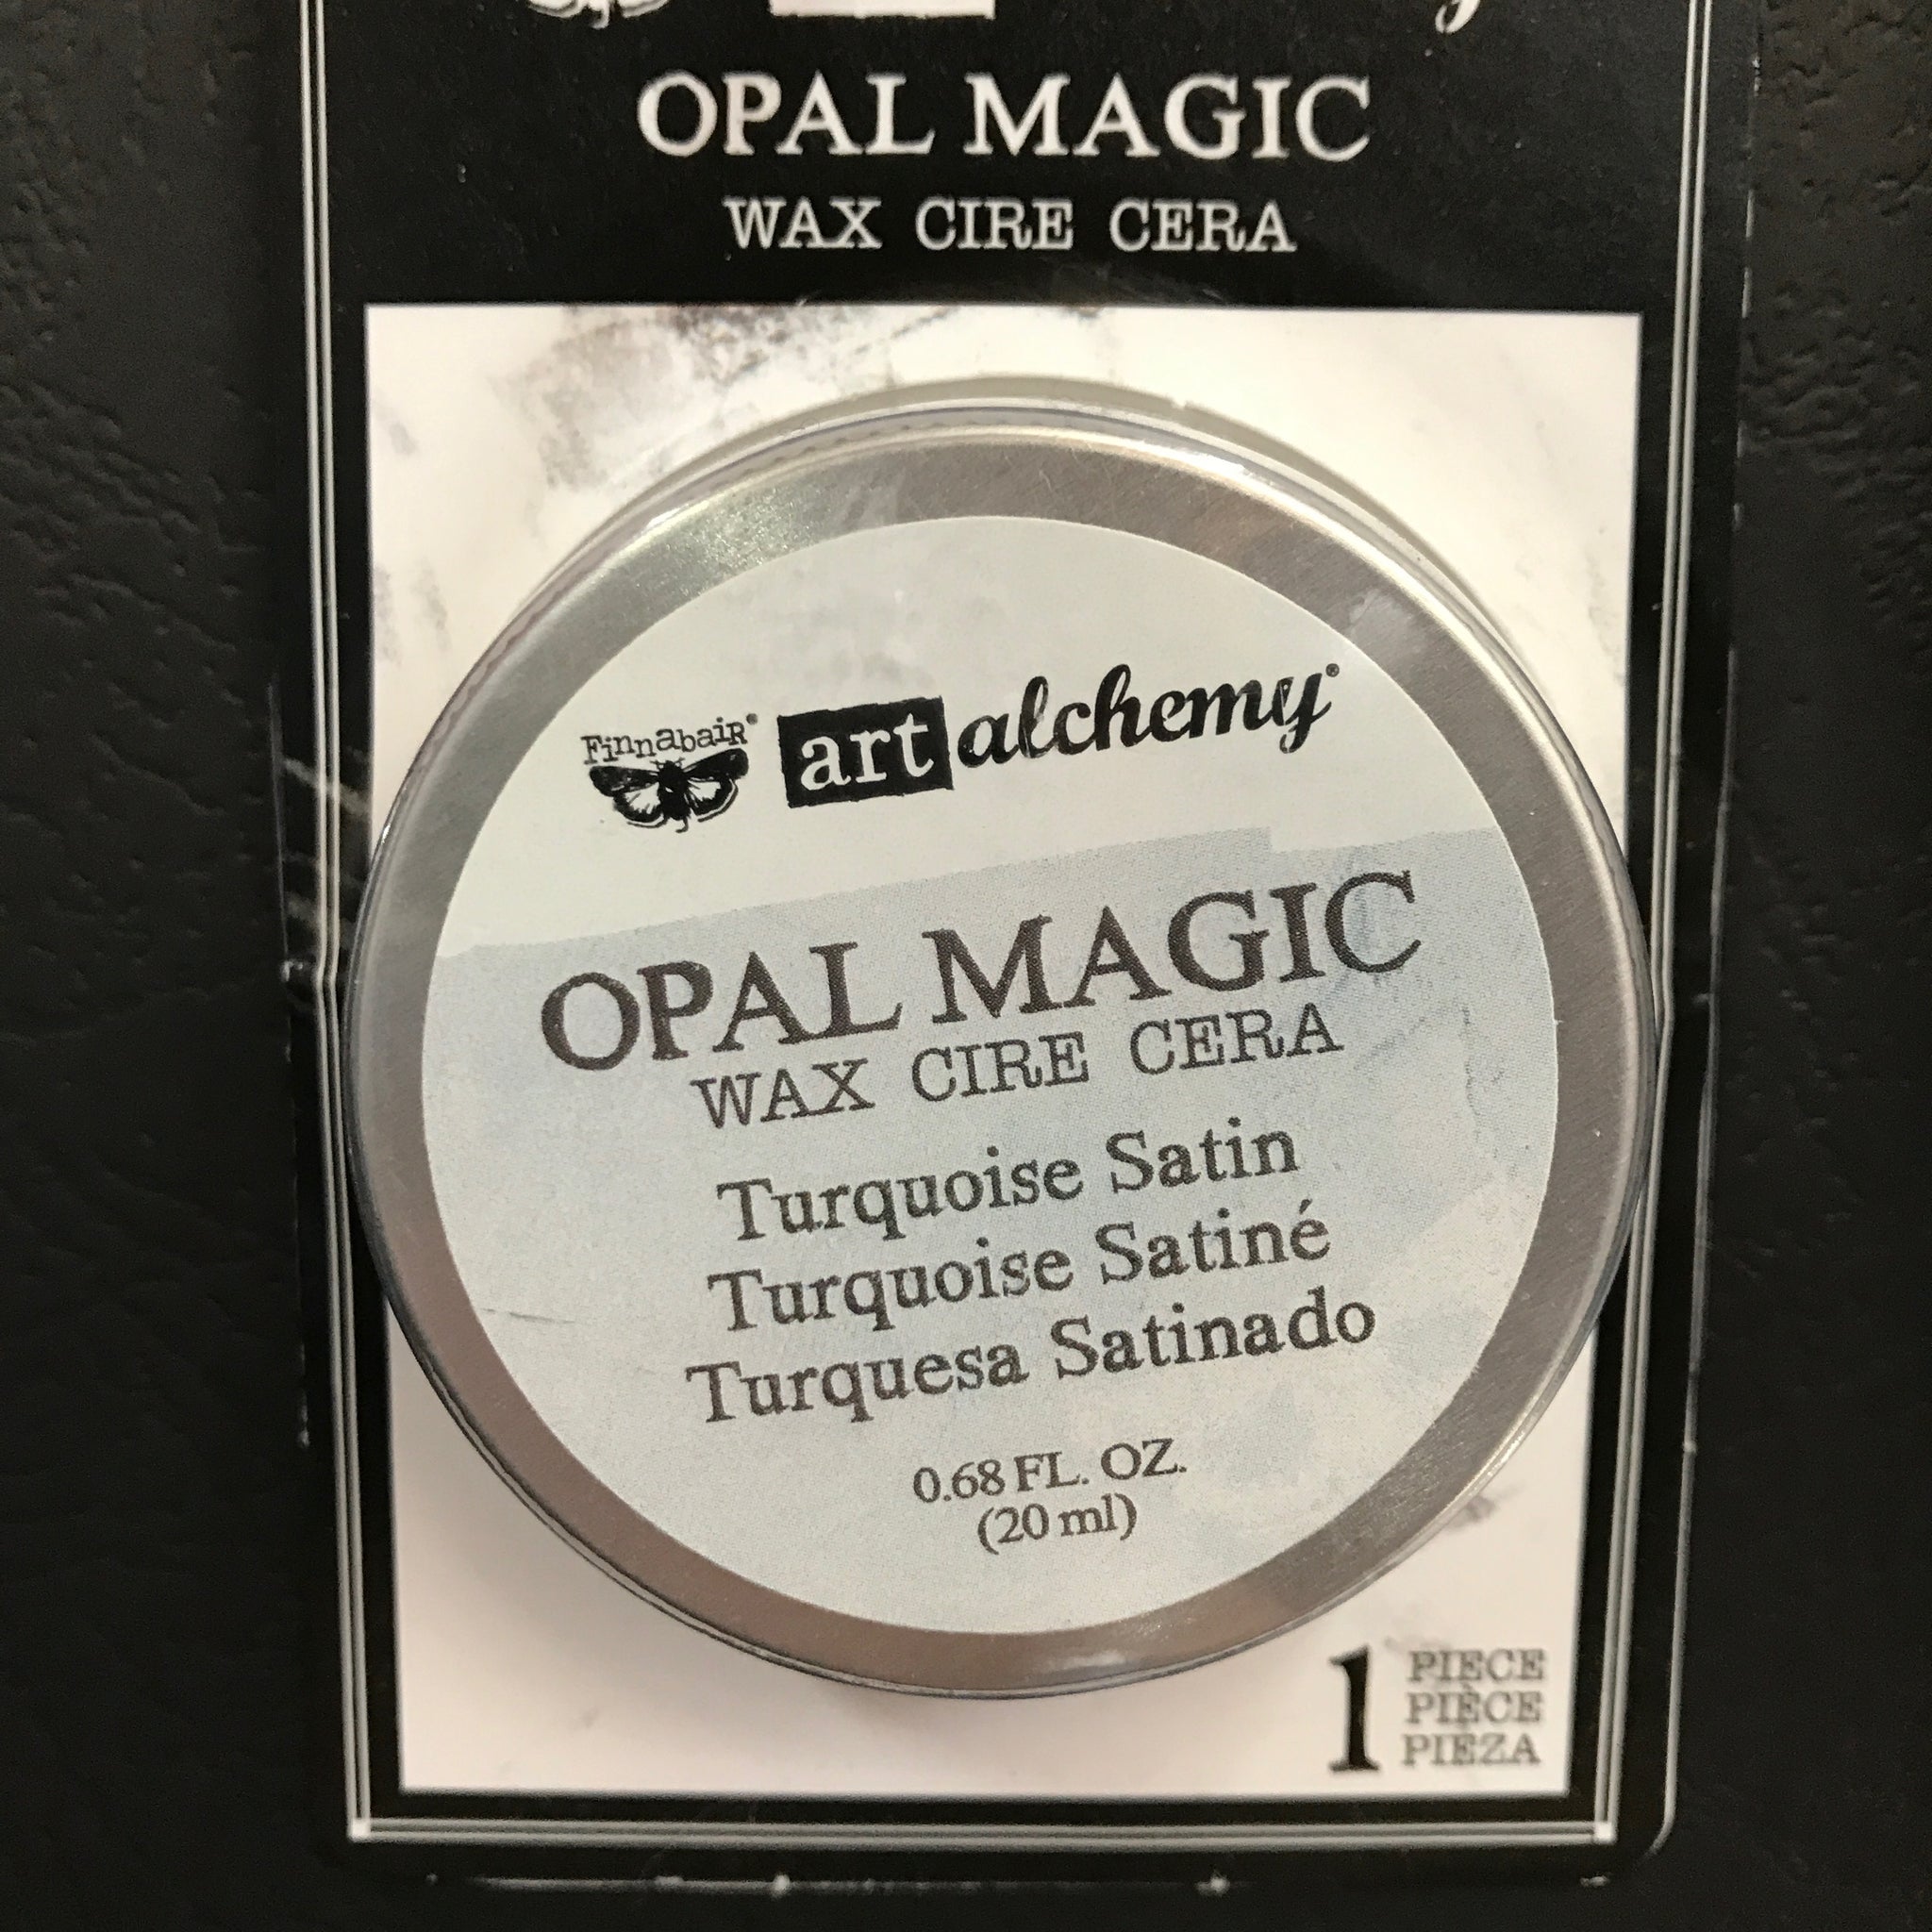 OPAL MAGIC
WAX CIRE CERA
Finnabair® art alchemy®
OPAL MAGIC
WAX CIRE CERA
Turquoise Satin
Turquoise Satiné
Turquesa Satinado
0.68 FL. OZ.
(20 ml)
1 PIECE
PIÈCE
PIEZA